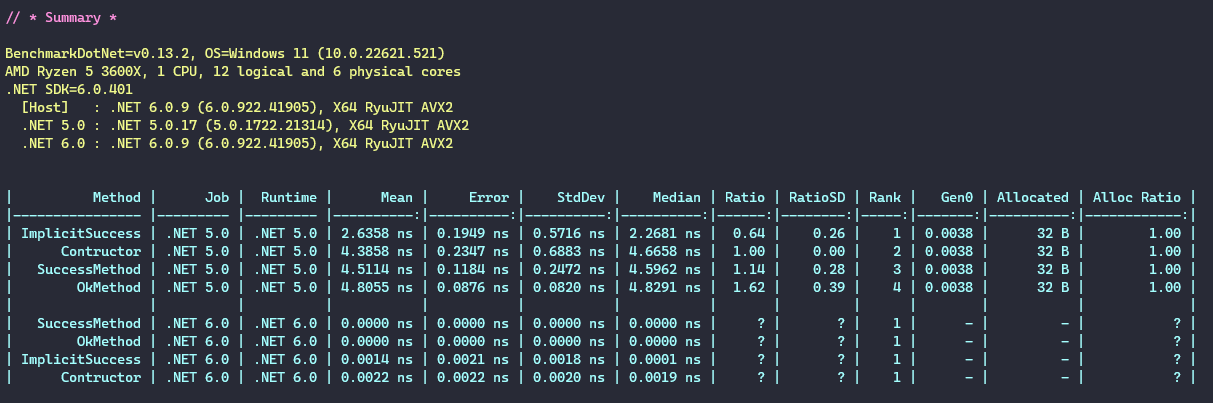 // * Summary *
BenchmarkDotNet=v0.13.2, OS=Windows 11 (10.0.22621.521)
AMD Ryzen 5 3600X, 1 CPU, 12 logical and 6 physical cores
.NET SDK=6.0.401
[Host]   : .NET 6.0.9 (6.0.922.41905), X64 RyuJIT AVX2
.NET 5.0 : .NET 5.0.17 (5.0.1722.21314), X64 RyuJIT AVX2
.NET 6.0 : .NET 6.0.9 (6.0.922.41905), X64 RyuJIT AVX2
|          Method |      Job |  Runtime |      Mean |     Error |    StdDev |    Median | Ratio | RatioSD | Rank |   Gen0 | Allocated | Alloc Ratio |
|---------------- |--------- |--------- |----------:|----------:|----------:|----------:|------:|--------:|-----:|-------:|----------:|------------:|
| ImplicitSuccess | .NET 5.0 | .NET 5.0 | 2.6358 ns | 0.1949 ns | 0.5716 ns | 2.2681 ns |  0.64 |    0.26 |    1 | 0.0038 |      32 B |        1.00 |
|      Contructor | .NET 5.0 | .NET 5.0 | 4.3858 ns | 0.2347 ns | 0.6883 ns | 4.6658 ns |  1.00 |    0.00 |    2 | 0.0038 |      32 B |        1.00 |
|   SuccessMethod | .NET 5.0 | .NET 5.0 | 4.5114 ns | 0.1184 ns | 0.2472 ns | 4.5962 ns |  1.14 |    0.28 |    3 | 0.0038 |      32 B |        1.00 |
|        OkMethod | .NET 5.0 | .NET 5.0 | 4.8055 ns | 0.0876 ns | 0.0820 ns | 4.8291 ns |  1.62 |    0.39 |    4 | 0.0038 |      32 B |        1.00 |
|                 |          |          |           |           |           |           |       |         |      |        |           |             |
|   SuccessMethod | .NET 6.0 | .NET 6.0 | 0.0000 ns | 0.0000 ns | 0.0000 ns | 0.0000 ns |     ? |       ? |    1 |      - |         - |           ? |
|        OkMethod | .NET 6.0 | .NET 6.0 | 0.0000 ns | 0.0000 ns | 0.0000 ns | 0.0000 ns |     ? |       ? |    1 |      - |         - |           ? |
| ImplicitSuccess | .NET 6.0 | .NET 6.0 | 0.0014 ns | 0.0021 ns | 0.0018 ns | 0.0001 ns |     ? |       ? |    1 |      - |         - |           ? |
|      Contructor | .NET 6.0 | .NET 6.0 | 0.0022 ns | 0.0022 ns | 0.0020 ns | 0.0019 ns |     ? |       ? |    1 |      - |         - |           ? |